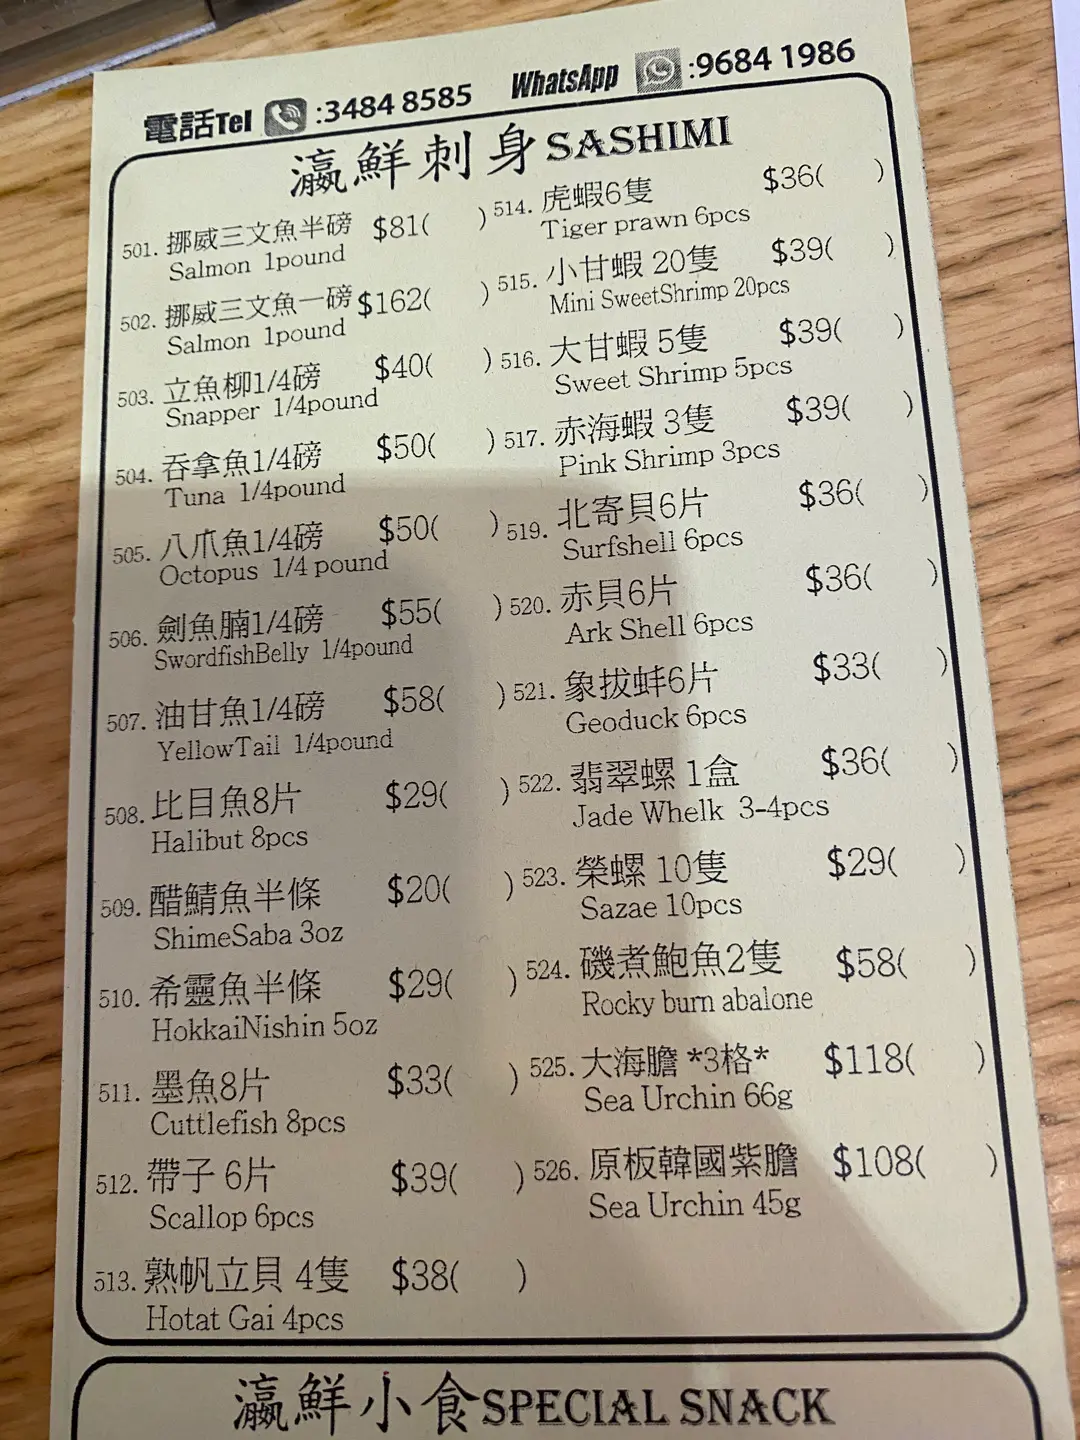 電話Tel :3484 8585 WhatsApp :9684 1986
瀛鮮刺身SASHIMI
501. 挪威三文魚半磅 $81( )
Salmon 1pound
502. 挪威三文魚一磅 $162( )
Salmon 1pound
503. 立魚柳1/4磅 $40( )
Snapper 1/4pound
504. 吞拿魚1/4磅 $50( )
Tuna 1/4pound
505. 八爪魚1/4磅 $50( )
Octopus 1/4 pound
506. 劍魚腩1/4磅 $55( )
SwordfishBelly 1/4pound
507. 油甘魚1/4磅 $58( )
YellowTail 1/4pound
508. 比目魚8片 $29( )
Halibut 8pcs
509. 醋鯖魚半條 $20( )
ShimeSaba 3oz
510. 希靈魚半條 $29( )
HokkaiNishin 5oz
511. 墨魚8片 $33( )
Cuttlefish 8pcs
512. 帶子 6片 $39( )
Scallop 6pcs
513. 熟帆立貝 4隻 $38( )
Hotat Gai 4pcs
514. 虎蝦6隻 $36( )
Tiger prawn 6pcs
515. 小甘蝦 20隻 $39( )
Mini SweetShrimp 20pcs
516. 大甘蝦 5隻 $39( )
Sweet Shrimp 5pcs
517. 赤海蝦 3隻 $39( )
Pink Shrimp 3pcs
519. 北寄貝6片 $36( )
Surfshell 6pcs
520. 赤貝6片 $36( )
Ark Shell 6pcs
521. 象拔蚌6片 $33( )
Geoduck 6pcs
522. 翡翠螺 1盒 $36( )
Jade Whelk 3-4pcs
523. 榮螺 10隻 $29( )
Sazae 10pcs
524. 磯煮鮑魚2隻 $58( )
Rocky burn abalone
525. 大海膽 *3格* $118( )
Sea Urchin 66g
526. 原板韓國紫膽 $108( )
Sea Urchin 45g
瀛鮮小食SPECIAL SNACK